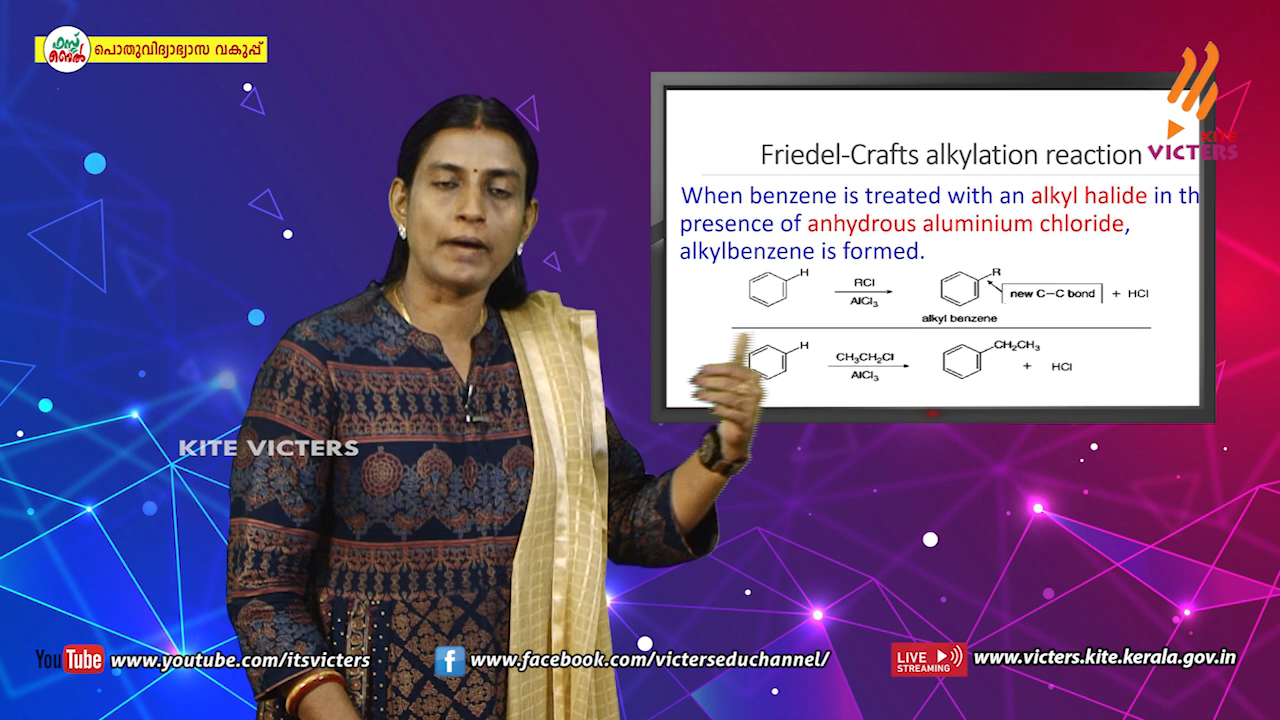 ഫസ്റ്റ്
ബെൽ
പൊതുവിദ്യാഭ്യാസ വകുപ്പ്
KITE
VICTERS
Friedel-Crafts alkylation reaction
When benzene is treated with an alkyl halide in th
presence of anhydrous aluminium chloride,
alkylbenzene is formed.
H RCl AlCl₃ R new C–C bond + HCl
alkyl benzene
H CH₃CH₂Cl AlCl₃ CH₂CH₃ + HCl
KITE VICTERS
YouTube www.youtube.com/itsvicters
f www.facebook.com/victerseduchannel/
LIVE
STREAMING
www.victers.kite.kerala.gov.in